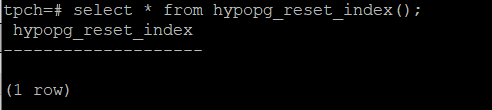 tpch=# select * from hypopg_reset_index();
 hypopg_reset_index
--------------------
(1 row)